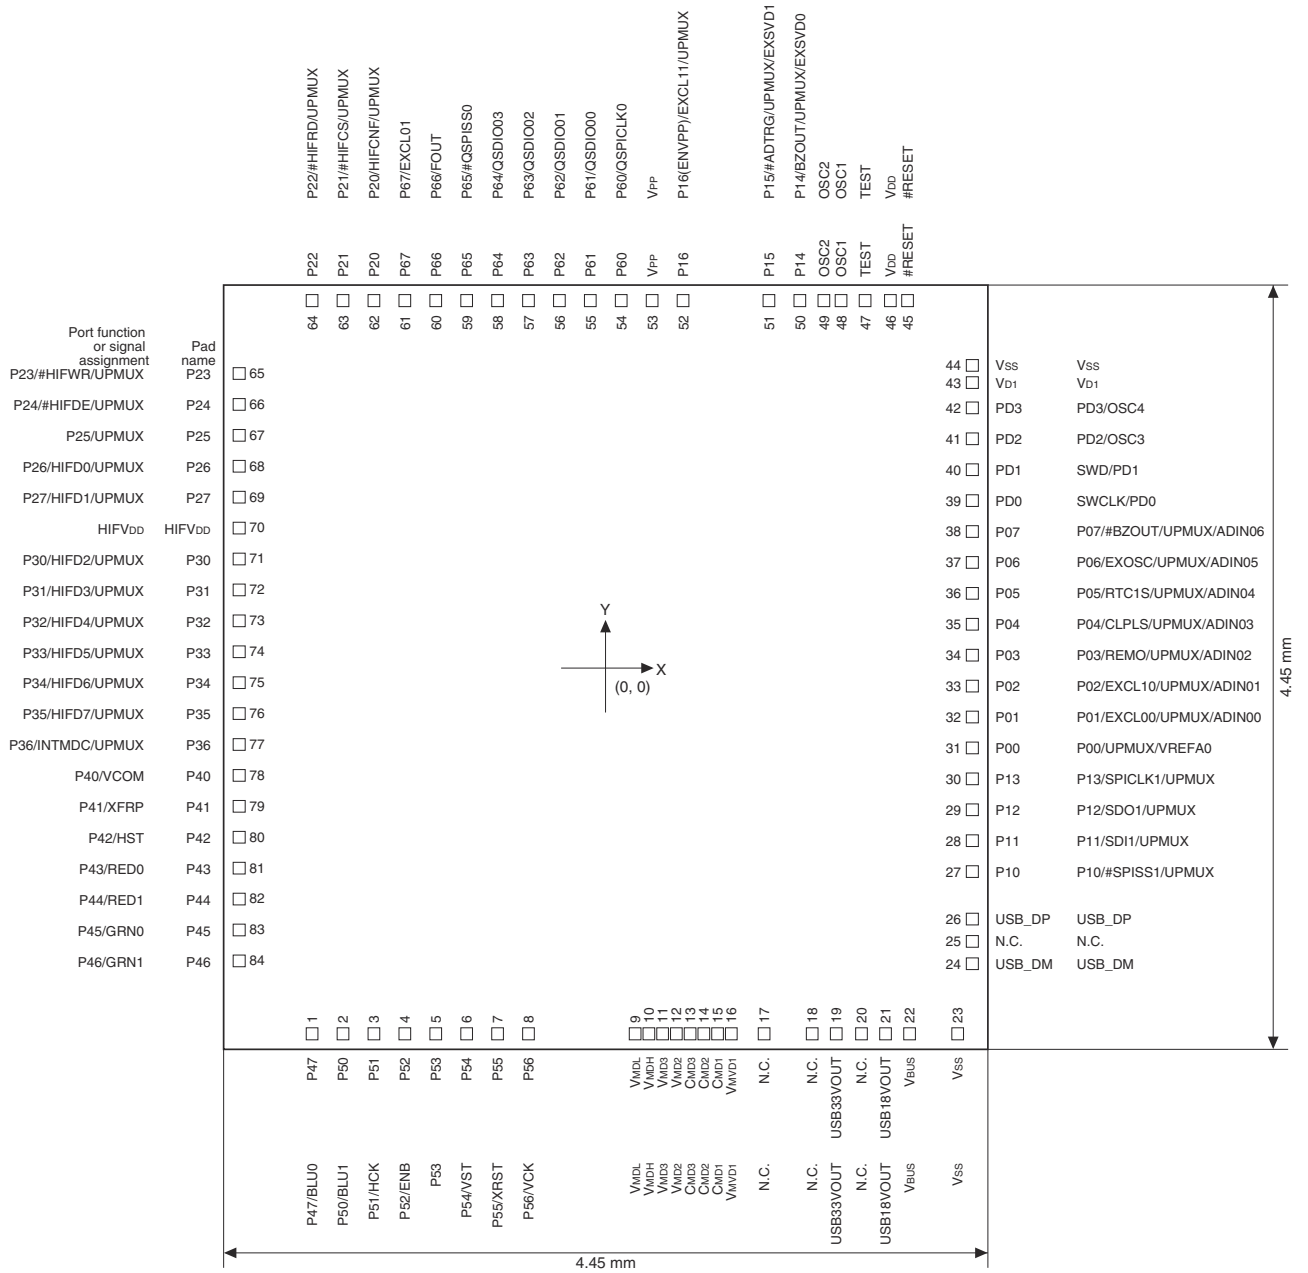 P22/#HIFRD/UPMUX
P21/#HIFCS/UPMUX
P20/HIFCNF/UPMUX
P67/EXCL01
P66/FOUT
P65/#QSPISS0
P64/QSDIO03
P63/QSDIO02
P62/QSDIO01
P61/QSDIO00
P60/QSPICLK0
VPP
P16(ENVPP)/EXCL11/UPMUX
P15/#ADTRG/UPMUX/EXSVD1
P14/BZOUT/UPMUX/EXSVD0
OSC2
OSC1
TEST
VDD
#RESET
P22
P21
P20
P67
P66
P65
P64
P63
P62
P61
P60
VPP
P16
P15
P14
OSC2
OSC1
TEST
VDD
#RESET
64
63
62
61
60
59
58
57
56
55
54
53
52
51
50
49
48
47
46
45
Port function
or signal
assignment
Pad
name
P23/#HIFWR/UPMUX P23 65
P24/#HIFDE/UPMUX P24 66
P25/UPMUX P25 67
P26/HIFD0/UPMUX P26 68
P27/HIFD1/UPMUX P27 69
HIFVDD HIFVDD 70
P30/HIFD2/UPMUX P30 71
P31/HIFD3/UPMUX P31 72
P32/HIFD4/UPMUX P32 73
P33/HIFD5/UPMUX P33 74
P34/HIFD6/UPMUX P34 75
P35/HIFD7/UPMUX P35 76
P36/INTMDC/UPMUX P36 77
P40/VCOM P40 78
P41/XFRP P41 79
P42/HST P42 80
P43/RED0 P43 81
P44/RED1 P44 82
P45/GRN0 P45 83
P46/GRN1 P46 84
Y
X
(0, 0)
44 VSS VSS
43 VD1 VD1
42 PD3 PD3/OSC4
41 PD2 PD2/OSC3
40 PD1 SWD/PD1
39 PD0 SWCLK/PD0
38 P07 P07/#BZOUT/UPMUX/ADIN06
37 P06 P06/EXOSC/UPMUX/ADIN05
36 P05 P05/RTC1S/UPMUX/ADIN04
35 P04 P04/CLPLS/UPMUX/ADIN03
34 P03 P03/REMO/UPMUX/ADIN02
33 P02 P02/EXCL10/UPMUX/ADIN01
32 P01 P01/EXCL00/UPMUX/ADIN00
31 P00 P00/UPMUX/VREFA0
30 P13 P13/SPICLK1/UPMUX
29 P12 P12/SDO1/UPMUX
28 P11 P11/SDI1/UPMUX
27 P10 P10/#SPISS1/UPMUX
26 USB_DP USB_DP
25 N.C. N.C.
24 USB_DM USB_DM
4.45 mm
1
2
3
4
5
6
7
8
9
10
11
12
13
14
15
16
17
18
19
20
21
22
23
P47
P50
P51
P52
P53
P54
P55
P56
VMDL
VMDH
VMD3
VMD2
CMD3
CMD2
CMD1
VMVD1
N.C.
N.C.
USB33VOUT
N.C.
USB18VOUT
VBUS
VSS
P47/BLU0
P50/BLU1
P51/HCK
P52/ENB
P53
P54/VST
P55/XRST
P56/VCK
VMDL
VMDH
VMD3
VMD2
CMD3
CMD2
CMD1
VMVD1
N.C.
N.C.
USB33VOUT
N.C.
USB18VOUT
VBUS
VSS
4.45 mm